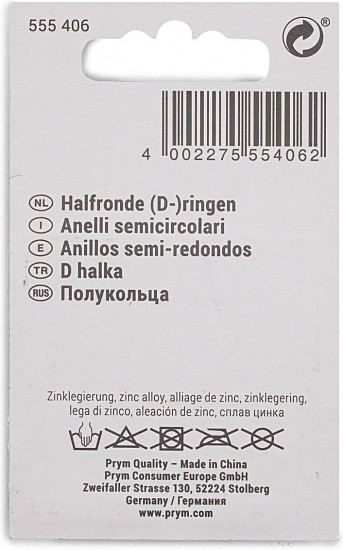 555 406
®
4 002275 554062
NL Halfronde (D-)ringen
I Anelli semicircolari
E Anillos semi-redondos
TR D halka
RUS Полукольца
Zinklegierung, zinc alloy, alliage de zinc, zinklegering,
lega di zinco, aleación de zinc, сплав цинка
Prym Quality – Made in China
Prym Consumer Europe GmbH
Zweifaller Strasse 130, 52224 Stolberg
Germany / Германия
www.prym.com